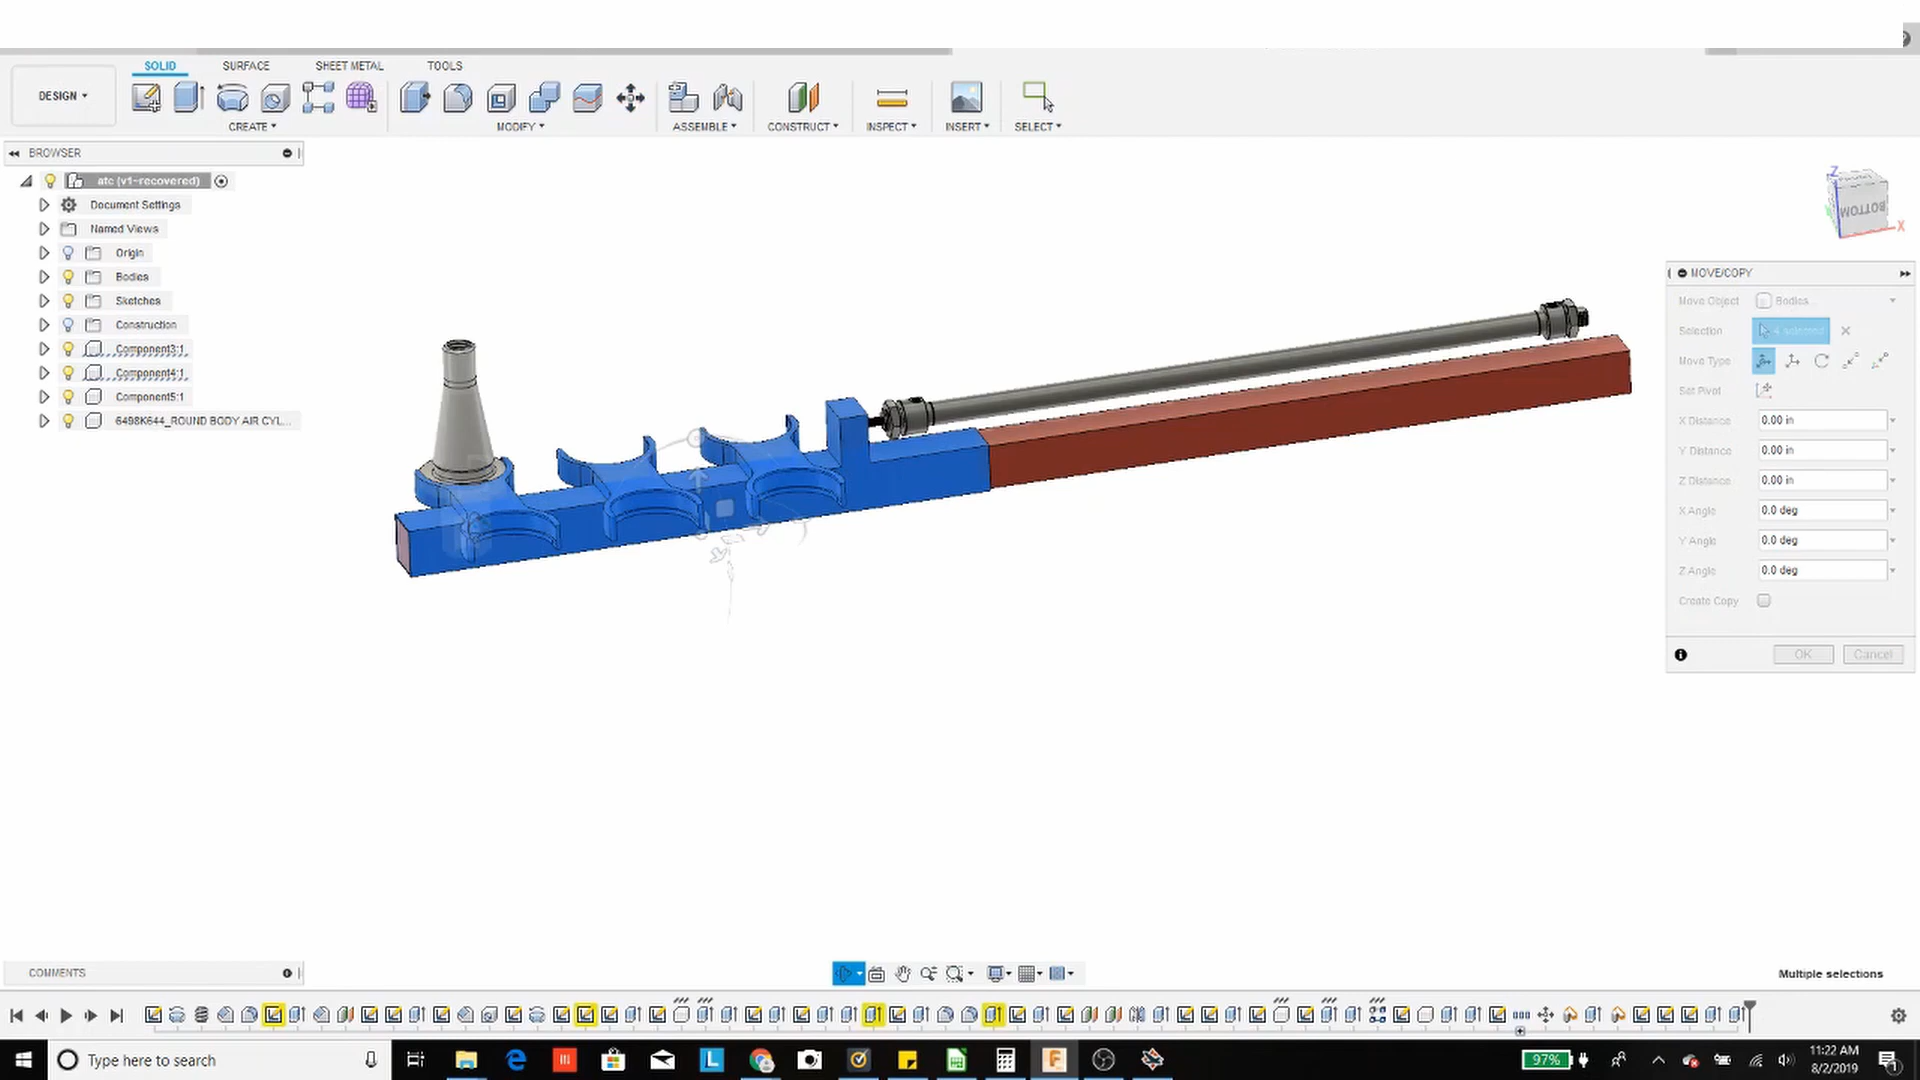 SOLID SURFACE SHEET METAL TOOLS
DESIGN
CREATE MODIFY ASSEMBLE CONSTRUCT INSPECT INSERT SELECT
BROWSER
atc (v1~recovered)
Document Settings
Named Views
Origin
Bodies
Sketches
Construction
Component3:1
Component4:1
Component5:1
6498K644_ROUND BODY AIR CYL...
Z
BOTTOM
X
MOVE/COPY
Move Object Bodies
Selection 4 selected
Move Type
Set Pivot
X Distance 0.00 in
Y Distance 0.00 in
Z Distance 0.00 in
X Angle 0.0 deg
Y Angle 0.0 deg
Z Angle 0.0 deg
Create Copy
OK Cancel
COMMENTS
Multiple selections
Type here to search
97%
11:22 AM
8/2/2019